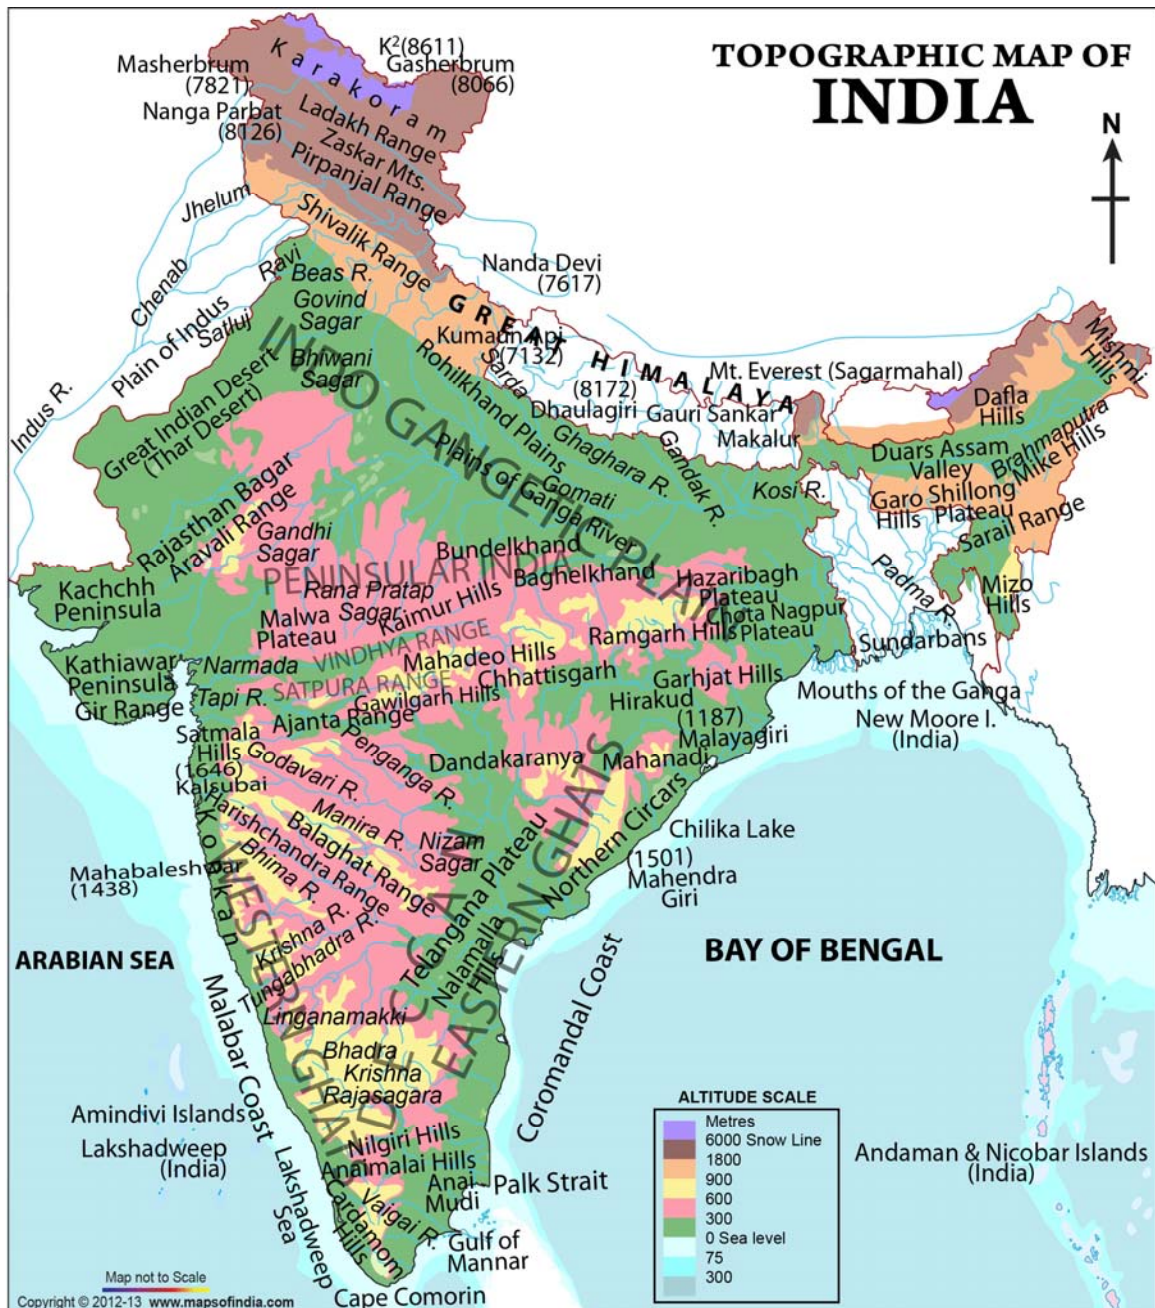 TOPOGRAPHIC MAP OF
INDIA
N
K²(8611)
Masherbrum
(7821)
Gasherbrum
(8066)
Karakoram
Nanga Parbat
(8126)
Ladakh Range
Zaskar Mts.
Pirpanjal Range
Jhelum
Shivalik Range
Chenab
Ravi
Beas R.
Nanda Devi
(7617)
Plain of Indus
Satluj
Govind
Sagar
GREAT HIMALAYA
Kumaun
Api
(7132)
Indus R.
Great Indian Desert
(Thar Desert)
Bhiwani
Sagar
INDO GANGETIC PLAIN
Rohilkhand Plains
Sarda
(8172)
Dhaulagiri
Mt. Everest (Sagarmahal)
Gauri Sankar
Makalur
Mishmi
Hills
Dafla
Hills
Duars Assam
Valley
Brahmaputra
Mike Hills
Plains of Ganga River
Ghaghara R.
Gomati
Gandak R.
Kosi R.
Garo
Hills
Shillong
Plateau
Sarail Range
Rajasthan Bagar
Aravali Range
Gandhi
Sagar
Bundelkhand
PENINSULAR INDIA
Baghelkhand
Hazaribagh
Plateau
Padma R.
Mizo
Hills
Kachchh
Peninsula
Rana Pratap
Sagar
Malwa
Plateau
Kaimur Hills
Chota Nagpur
Plateau
Ramgarh Hills
Sundarbans
VINDHYA RANGE
Kathiawar
Peninsula
Narmada
Mahadeo Hills
Chhattisgarh
Garhjat Hills
Gir Range
Tapi R.
SATPURA RANGE
Gawilgarh Hills
Hirakud
Mouths of the Ganga
New Moore I.
(India)
Satmala
Hills
Ajanta Range
(1187)
Malayagiri
(1646)
Kalsubai
Godavari R.
Penganga R.
Dandakaranya
Mahanadi
Konkan
Harishchandra Range
Manira R.
Balaghat Range
Nizam
Sagar
EASTERN GHATS
Northern Circars
Chilika Lake
Mahabaleshwar
(1438)
Bhima R.
WESTERN GHATS
DECCAN
Telangana Plateau
(1501)
Mahendra
Giri
Krishna R.
Tungabhadra R.
Nalamalla
Hills
ARABIAN SEA
BAY OF BENGAL
Malabar Coast
Linganamakki
Coromandal Coast
Bhadra
Krishna
Rajasagara
Amindivi Islands
Lakshadweep
(India)
Nilgiri Hills
Anaimalai Hills
Anai
Mudi
Palk Strait
Andaman & Nicobar Islands
(India)
Lakshadweep
Sea
Cardamom
Hills
Vaigai R.
Gulf of
Mannar
Cape Comorin
ALTITUDE SCALE
Metres
6000 Snow Line
1800
900
600
300
0 Sea level
75
300
Map not to Scale
Copyright © 2012-13 www.mapsofindia.com